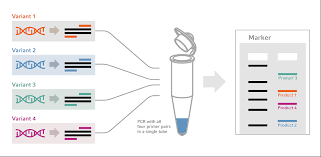 Variant 1
Variant 2
Variant 3
Variant 4
PCR with all
four primer pairs
in a single tube
Marker
Product 3
Product 1
Product 4
Product 2